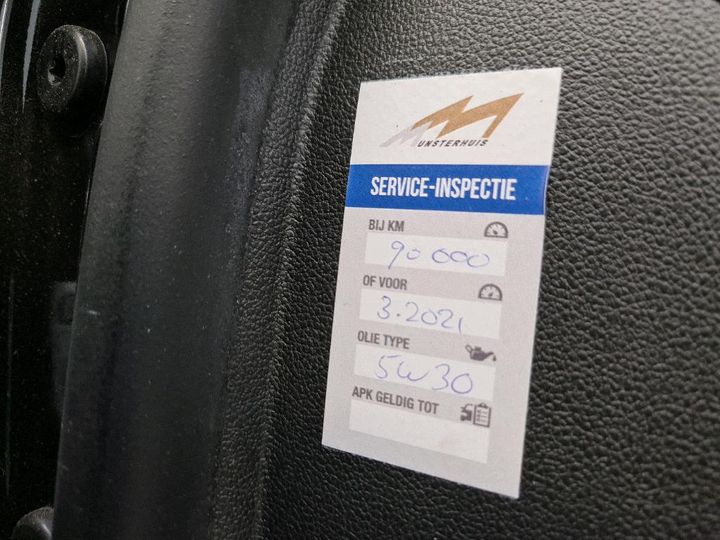 MUNSTERHUIS
SERVICE-INSPECTIE
BIJ KM
90 000
OF VOOR
3.2021
OLIE TYPE
5W30
APK GELDIG TOT